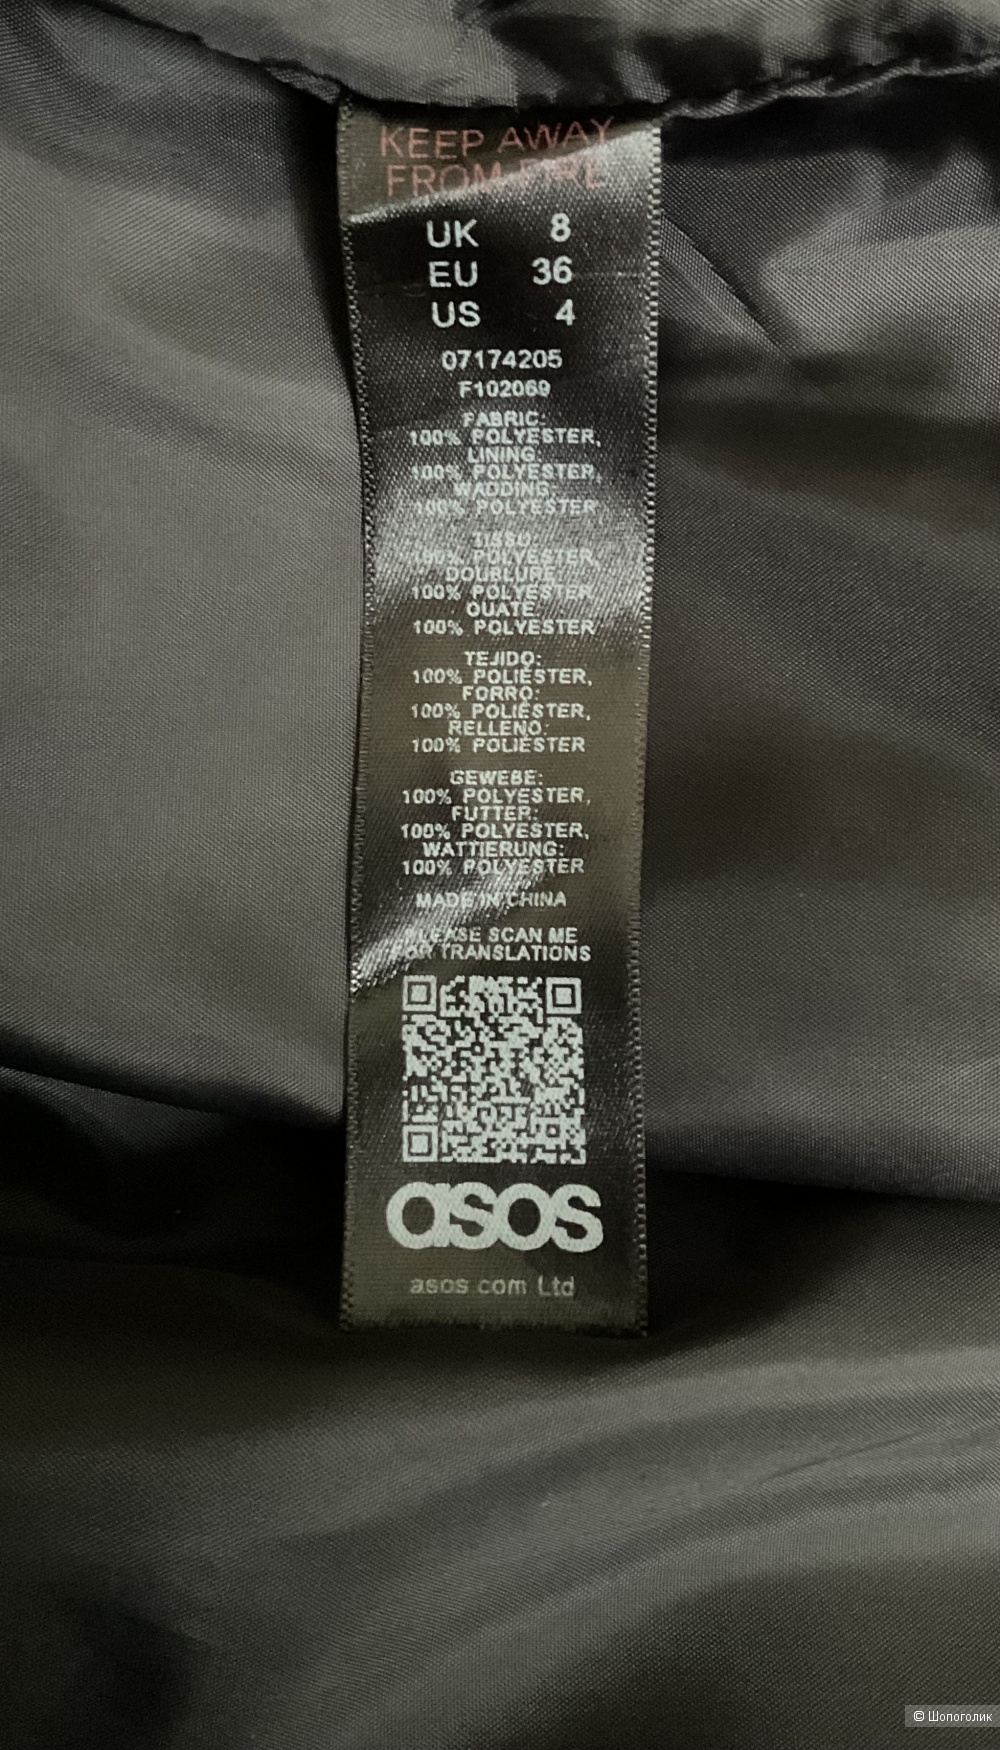 KEEP AWAY
FROM FIRE
UK 8
EU 36
US 4
07174205
F102069
FABRIC:
100% POLYESTER,
LINING:
100% POLYESTER,
WADDING:
100% POLYESTER
TISSU:
100% POLYESTER,
DOUBLURE:
100% POLYESTER,
OUATE:
100% POLYESTER
TEJIDO:
100% POLIÉSTER,
FORRO:
100% POLIÉSTER,
RELLENO:
100% POLIÉSTER
GEWEBE:
100% POLYESTER,
FUTTER:
100% POLYESTER,
WATTIERUNG:
100% POLYESTER
MADE IN CHINA
PLEASE SCAN ME
FOR TRANSLATIONS
asos
asos.com Ltd
© Шопоголик